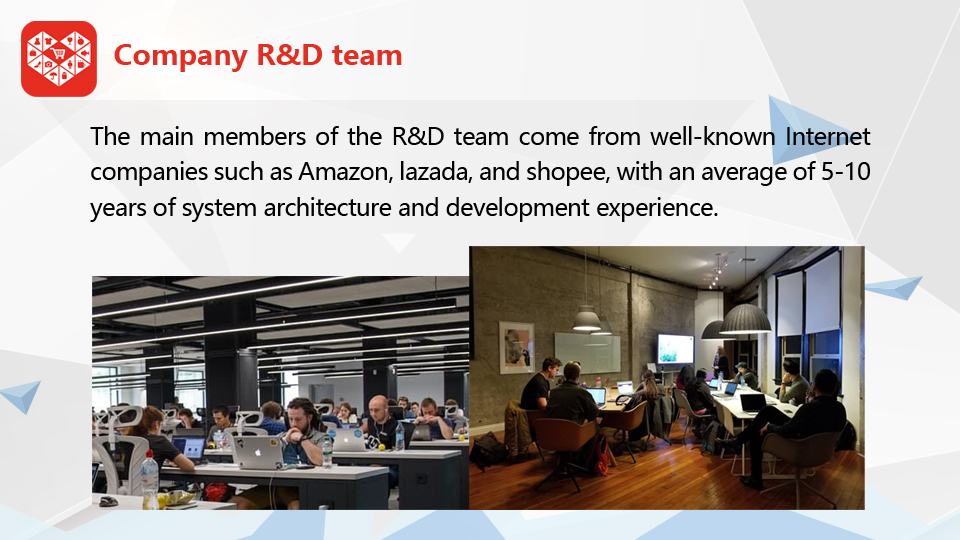 Company R&D team
The main members of the R&D team come from well-known Internet
companies such as Amazon, lazada, and shopee, with an average of 5-10
years of system architecture and development experience.